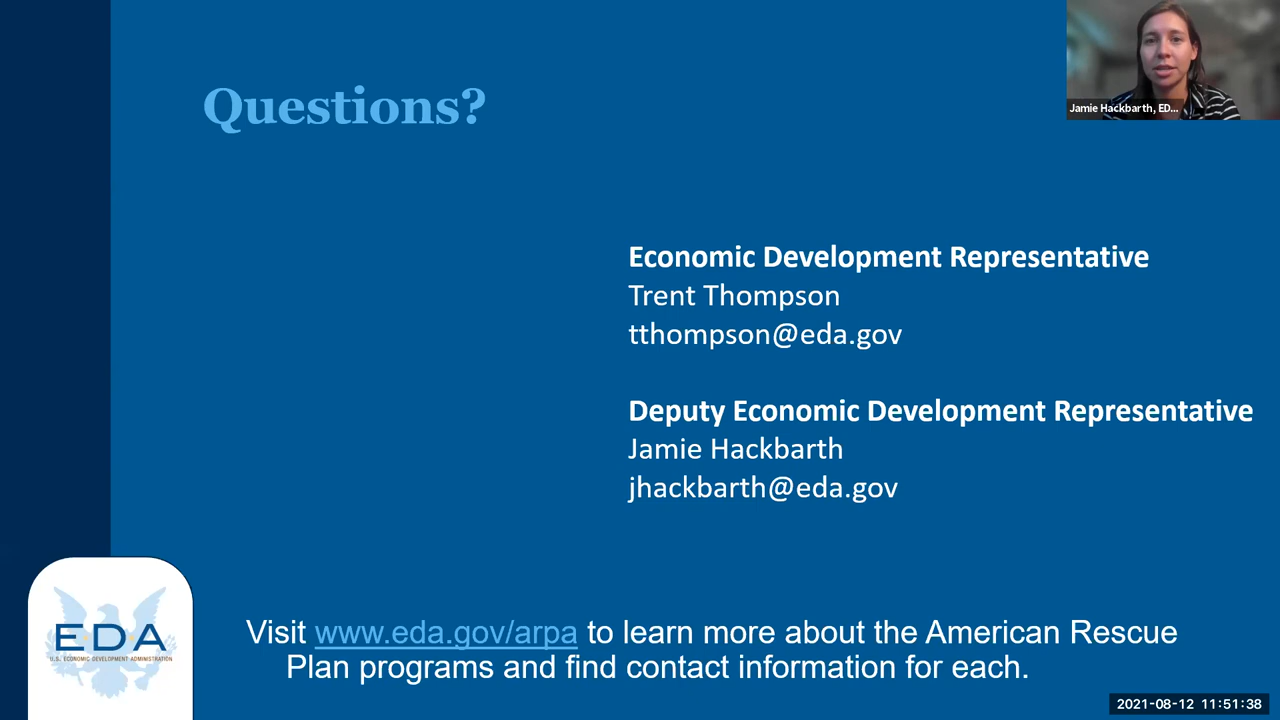 Questions?
Jamie Hackbarth, ED...
Economic Development Representative
Trent Thompson
tthompson@eda.gov
Deputy Economic Development Representative
Jamie Hackbarth
jhackbarth@eda.gov
EDA
U.S. ECONOMIC DEVELOPMENT ADMINISTRATION
Visit www.eda.gov/arpa to learn more about the American Rescue
Plan programs and find contact information for each.
2021-08-12 11:51:38